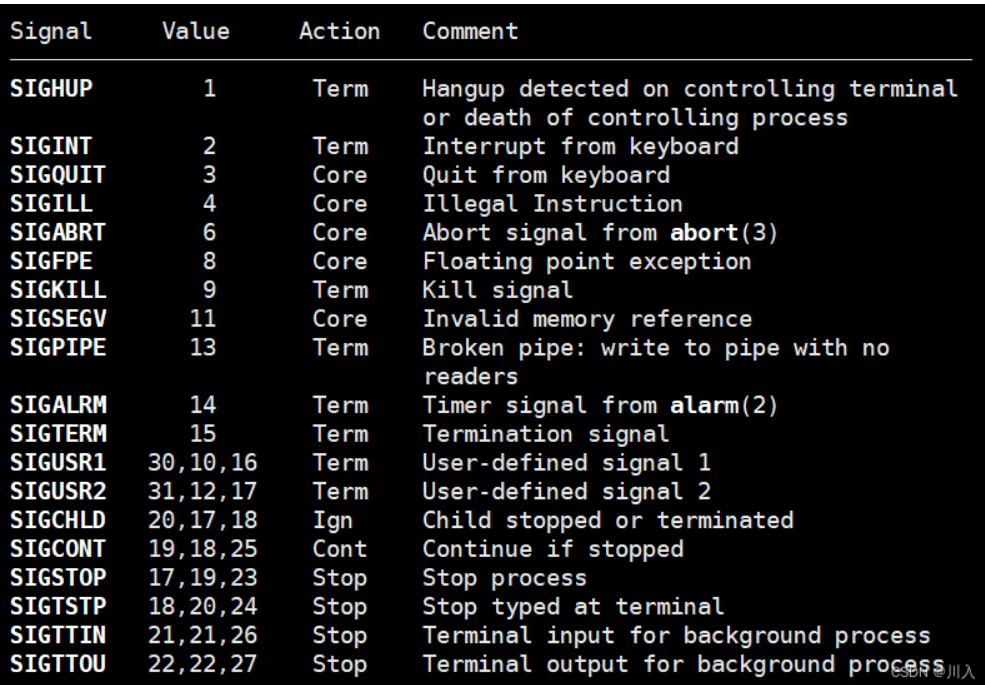 Signal Value Action Comment
SIGHUP 1 Term Hangup detected on controlling terminal
or death of controlling process
SIGINT 2 Term Interrupt from keyboard
SIGQUIT 3 Core Quit from keyboard
SIGILL 4 Core Illegal Instruction
SIGABRT 6 Core Abort signal from abort(3)
SIGFPE 8 Core Floating point exception
SIGKILL 9 Term Kill signal
SIGSEGV 11 Core Invalid memory reference
SIGPIPE 13 Term Broken pipe: write to pipe with no
readers
SIGALRM 14 Term Timer signal from alarm(2)
SIGTERM 15 Term Termination signal
SIGUSR1 30,10,16 Term User-defined signal 1
SIGUSR2 31,12,17 Term User-defined signal 2
SIGCHLD 20,17,18 Ign Child stopped or terminated
SIGCONT 19,18,25 Cont Continue if stopped
SIGSTOP 17,19,23 Stop Stop process
SIGTSTP 18,20,24 Stop Stop typed at terminal
SIGTTIN 21,21,26 Stop Terminal input for background process
SIGTTOU 22,22,27 Stop Terminal output for background process
CSDN @川入